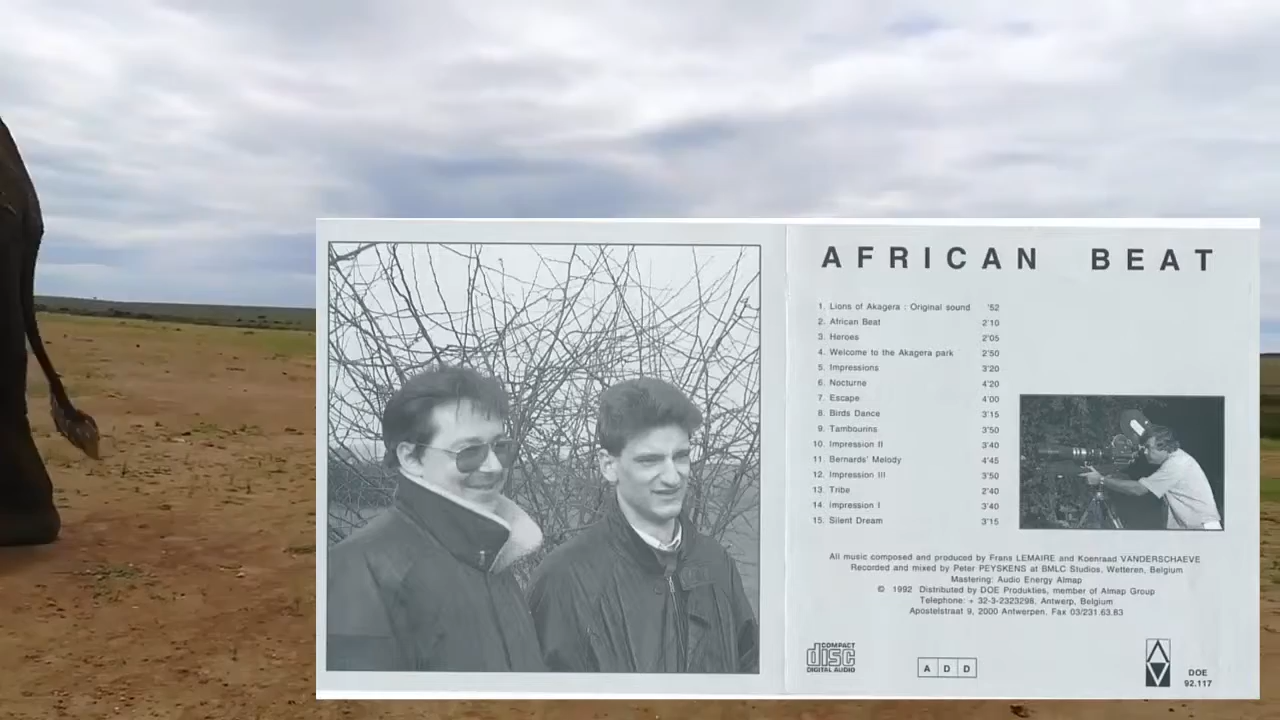 AFRICAN BEAT
1. Lions of Akagera : Original sound '52
2. African Beat 2'10
3. Heroes 2'05
4. Welcome to the Akagera park 2'50
5. Impressions 3'20
6. Nocturne 4'20
7. Escape 4'00
8. Birds Dance 3'15
9. Tambourins 3'50
10. Impression II 3'40
11. Bernards' Melody 4'45
12. Impression III 3'50
13. Tribe 2'40
14. Impression I 3'40
15. Silent Dream 3'15
All music composed and produced by Frans LEMAIRE and Koenraad VANDERSCHAEVE
Recorded and mixed by Peter PEYSKENS at BMLC Studios, Wetteren, Belgium
Mastering: Audio Energy Almap
© 1992 Distributed by DOE Produkties, member of Almap Group
Telephone: + 32-3-2323298, Antwerp, Belgium
Apostelstraat 9, 2000 Antwerpen. Fax 03/231.63.83
COMPACT
disc
DIGITAL AUDIO
A D D
DOE
92.117